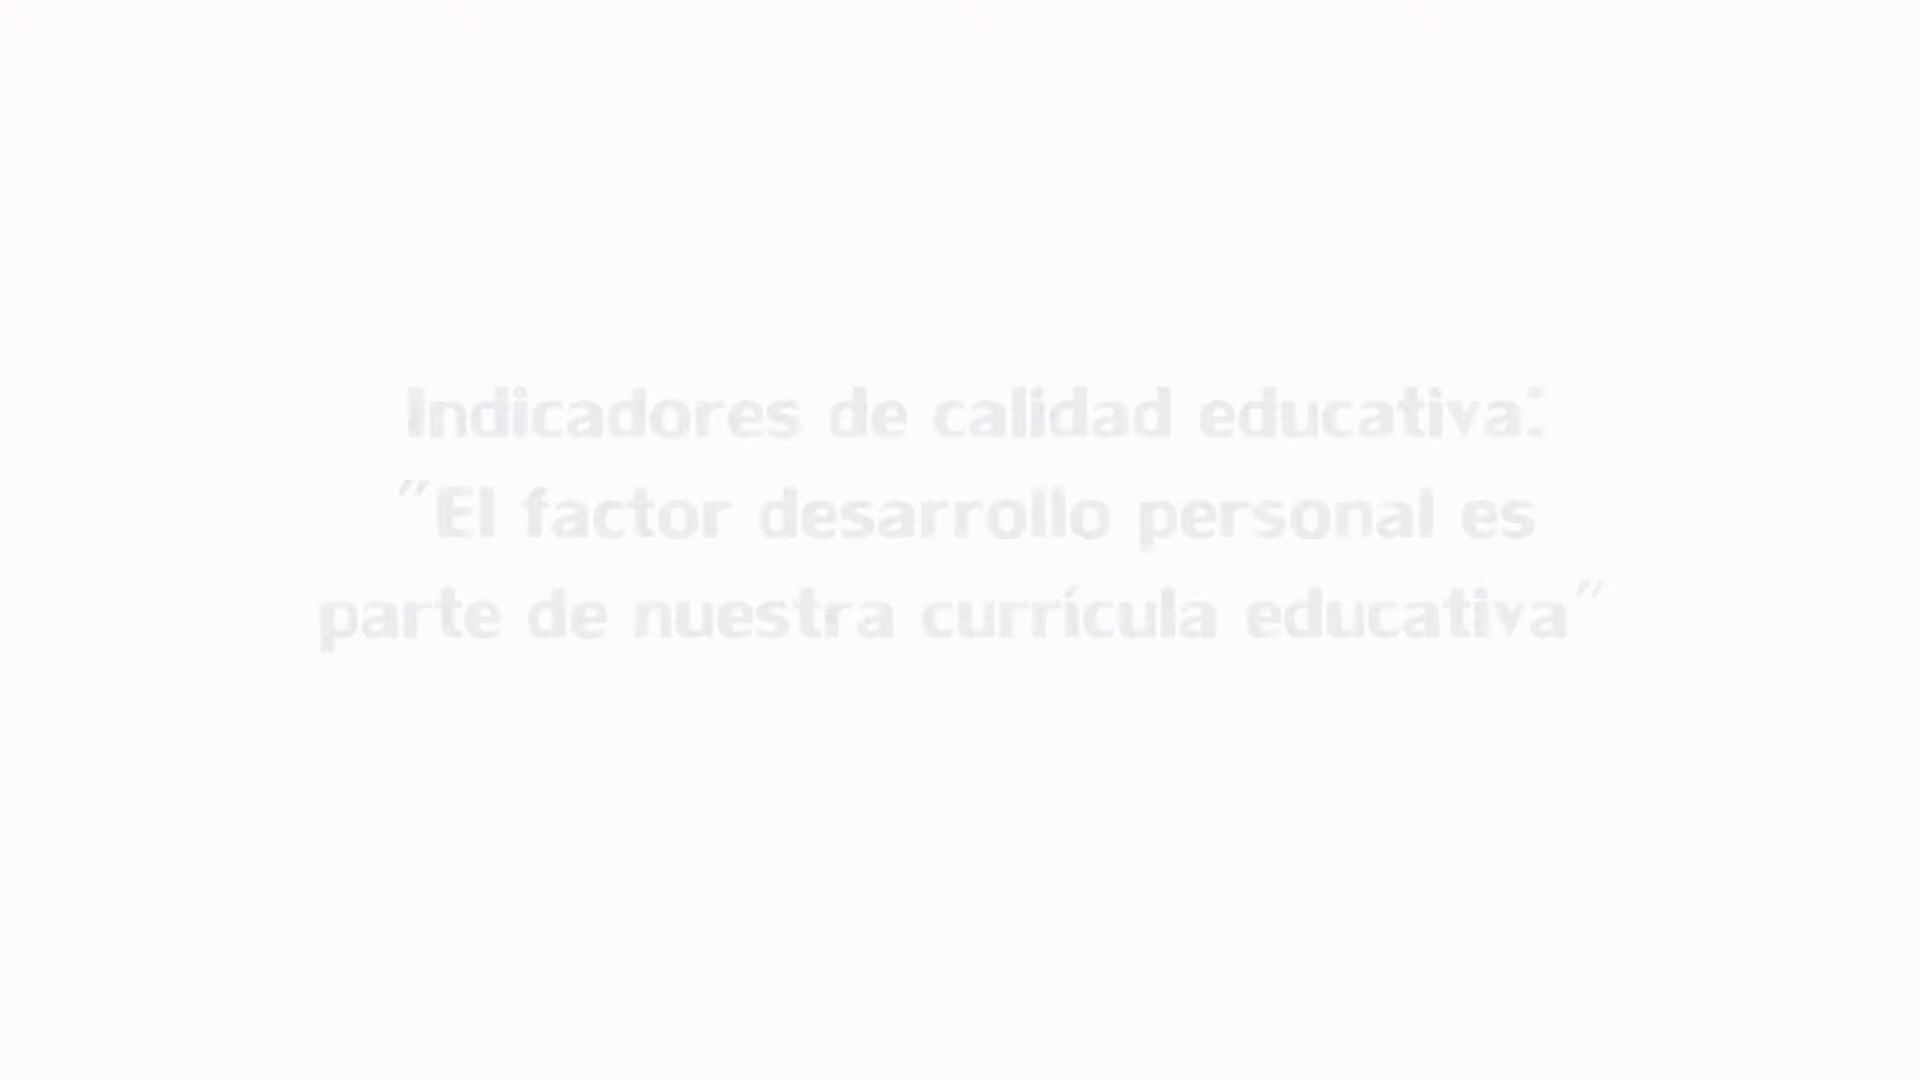 Indicadores de calidad educativa:
"El factor desarrollo personal es
parte de nuestra currícula educativa"